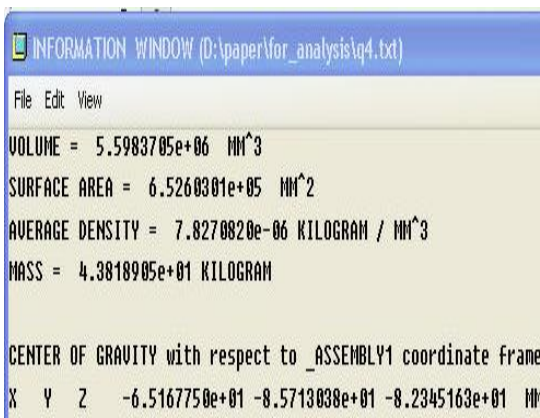 INFORMATION WINDOW (D:\paper\for_analysis\q4.txt)
File Edit View
VOLUME = 5.5983705e+06 MM^3
SURFACE AREA = 6.5260301e+05 MM^2
AVERAGE DENSITY = 7.8270820e-06 KILOGRAM / MM^3
MASS = 4.3818905e+01 KILOGRAM
CENTER OF GRAVITY with respect to _ASSEMBLY1 coordinate frame
X Y Z -6.5167750e+01 -8.5713038e+01 -8.2345163e+01 MM